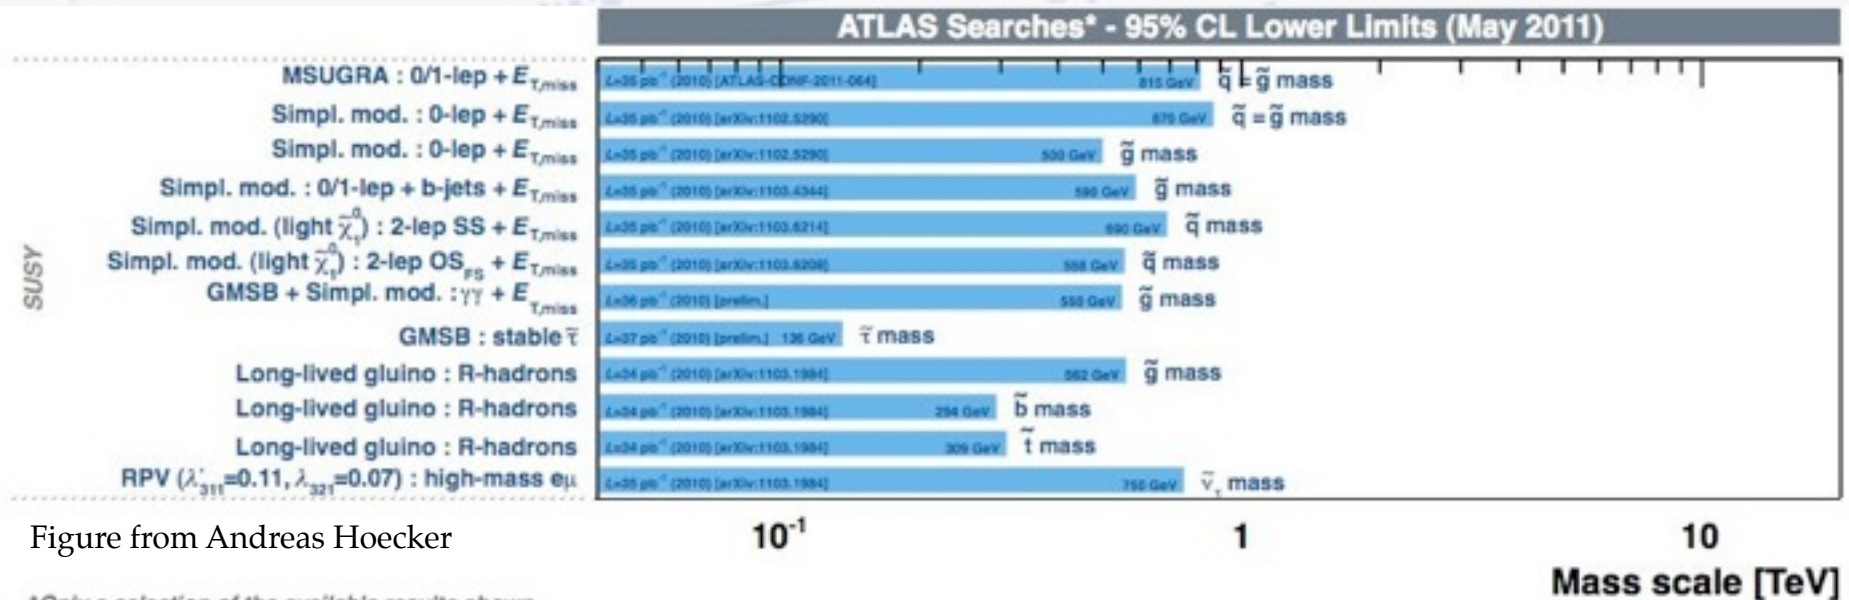 ATLAS Searches* - 95% CL Lower Limits (May 2011)
MSUGRA : 0/1-lep + E_T,miss L=35 pb⁻¹ (2010) [ATLAS-CONF-2011-064] 815 GeV q̃ = g̃ mass
Simpl. mod. : 0-lep + E_T,miss L=35 pb⁻¹ (2010) [arXiv:1102.5290] 870 GeV q̃ = g̃ mass
Simpl. mod. : 0-lep + E_T,miss L=35 pb⁻¹ (2010) [arXiv:1102.5290] 500 GeV g̃ mass
Simpl. mod. : 0/1-lep + b-jets + E_T,miss L=35 pb⁻¹ (2010) [arXiv:1103.4344] 590 GeV g̃ mass
Simpl. mod. (light χ̃₁⁰) : 2-lep SS + E_T,miss L=35 pb⁻¹ (2010) [arXiv:1103.6214] 690 GeV q̃ mass
Simpl. mod. (light χ̃₁⁰) : 2-lep OS_FS + E_T,miss L=35 pb⁻¹ (2010) [arXiv:1103.6208] 558 GeV q̃ mass
GMSB + Simpl. mod. : γγ + E_T,miss L=36 pb⁻¹ (2010) [prelim.] 550 GeV g̃ mass
GMSB : stable τ̃ L=37 pb⁻¹ (2010) [prelim.] 136 GeV τ̃ mass
Long-lived gluino : R-hadrons L=34 pb⁻¹ (2010) [arXiv:1103.1984] 562 GeV g̃ mass
Long-lived gluino : R-hadrons L=34 pb⁻¹ (2010) [arXiv:1103.1984] 294 GeV b̃ mass
Long-lived gluino : R-hadrons L=34 pb⁻¹ (2010) [arXiv:1103.1984] 309 GeV t̃ mass
RPV (λ'₃₁₁=0.11, λ₃₂₁=0.07) : high-mass eμ L=35 pb⁻¹ (2010) [arXiv:1103.1984] 750 GeV ν̃_τ mass
SUSY
10⁻¹ 1 10
Mass scale [TeV]
Figure from Andreas Hoecker
*Only a selection of the available results shown